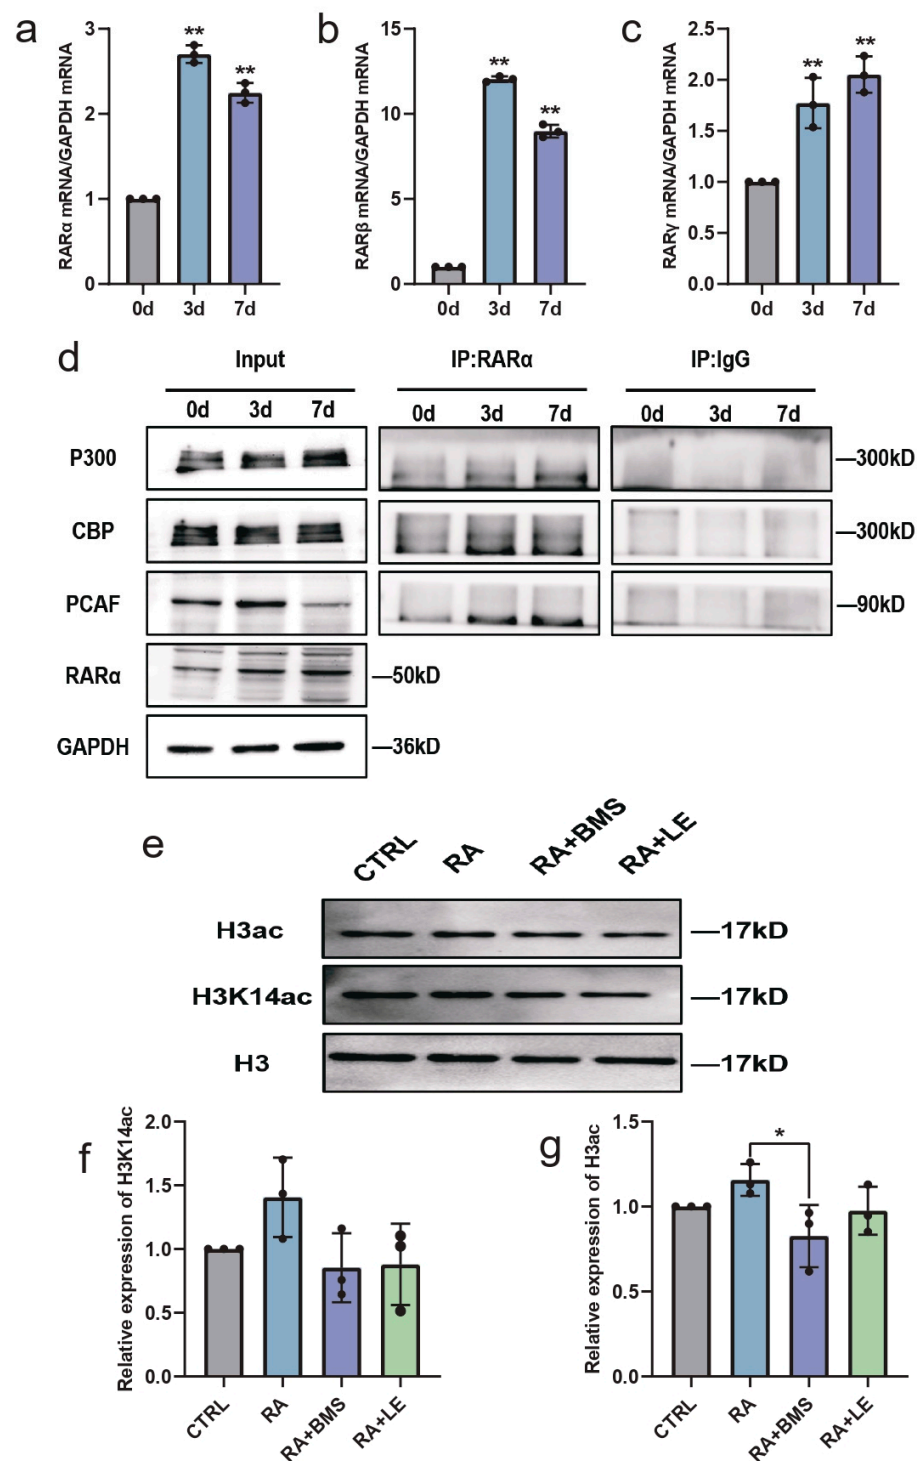 a
RARα mRNA/GAPDH mRNA
3
2
1
0
**
**
0d 3d 7d
b
RARβ mRNA/GAPDH mRNA
15
10
5
0
**
**
0d 3d 7d
c
RARγ mRNA/GAPDH mRNA
2.5
2.0
1.5
1.0
0.5
0.0
**
**
0d 3d 7d
d
Input IP:RARα IP:IgG
0d 3d 7d 0d 3d 7d 0d 3d 7d
P300 —300kD
CBP —300kD
PCAF —90kD
RARα —50kD
GAPDH —36kD
e
CTRL RA RA+BMS RA+LE
H3ac —17kD
H3K14ac —17kD
H3 —17kD
f
Relative expression of H3K14ac
2.0
1.5
1.0
0.5
0.0
CTRL RA RA+BMS RA+LE
g
Relative expression of H3ac
1.5
1.0
0.5
0.0
*
CTRL RA RA+BMS RA+LE